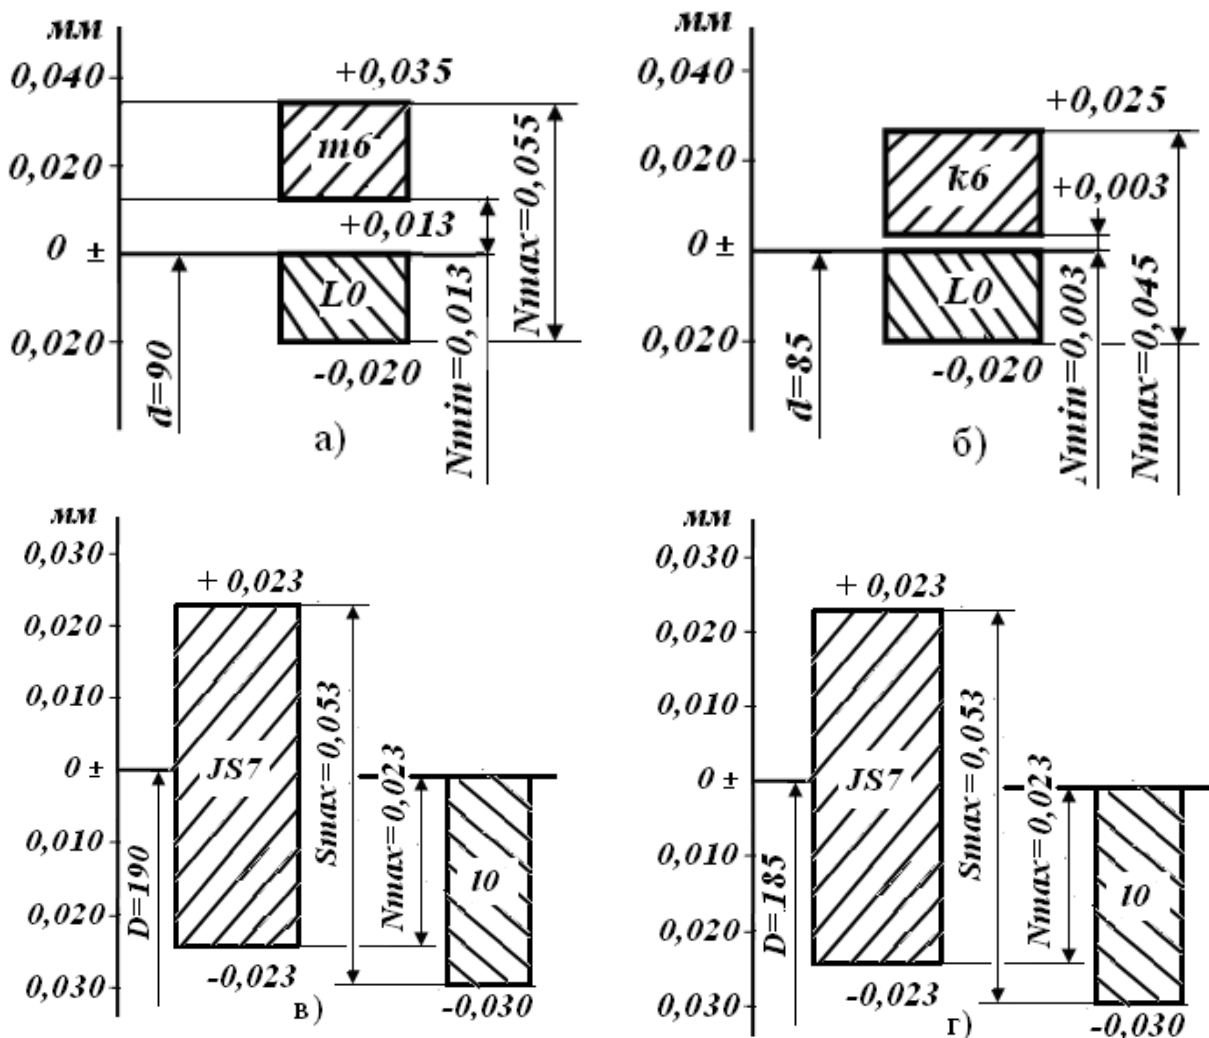 мм
0,040
0,020
0 ±
0,020
+0,035
m6
+0,013
L0
-0,020
d=90
Nmin=0,013
Nmax=0,055
а)
мм
0,040
0,020
0 ±
0,020
+0,025
k6
+0,003
L0
-0,020
d=85
Nmin=0,003
Nmax=0,045
б)
мм
0,030
0,020
0,010
0 ±
0,010
0,020
0,030
+ 0,023
JS7
-0,023
D=190
Smax=0,053
Nmax=0,023
l0
-0,030
в)
мм
0,030
0,020
0,010
0 ±
0,010
0,020
0,030
+ 0,023
JS7
-0,023
D=185
Smax=0,053
Nmax=0,023
l0
-0,030
г)